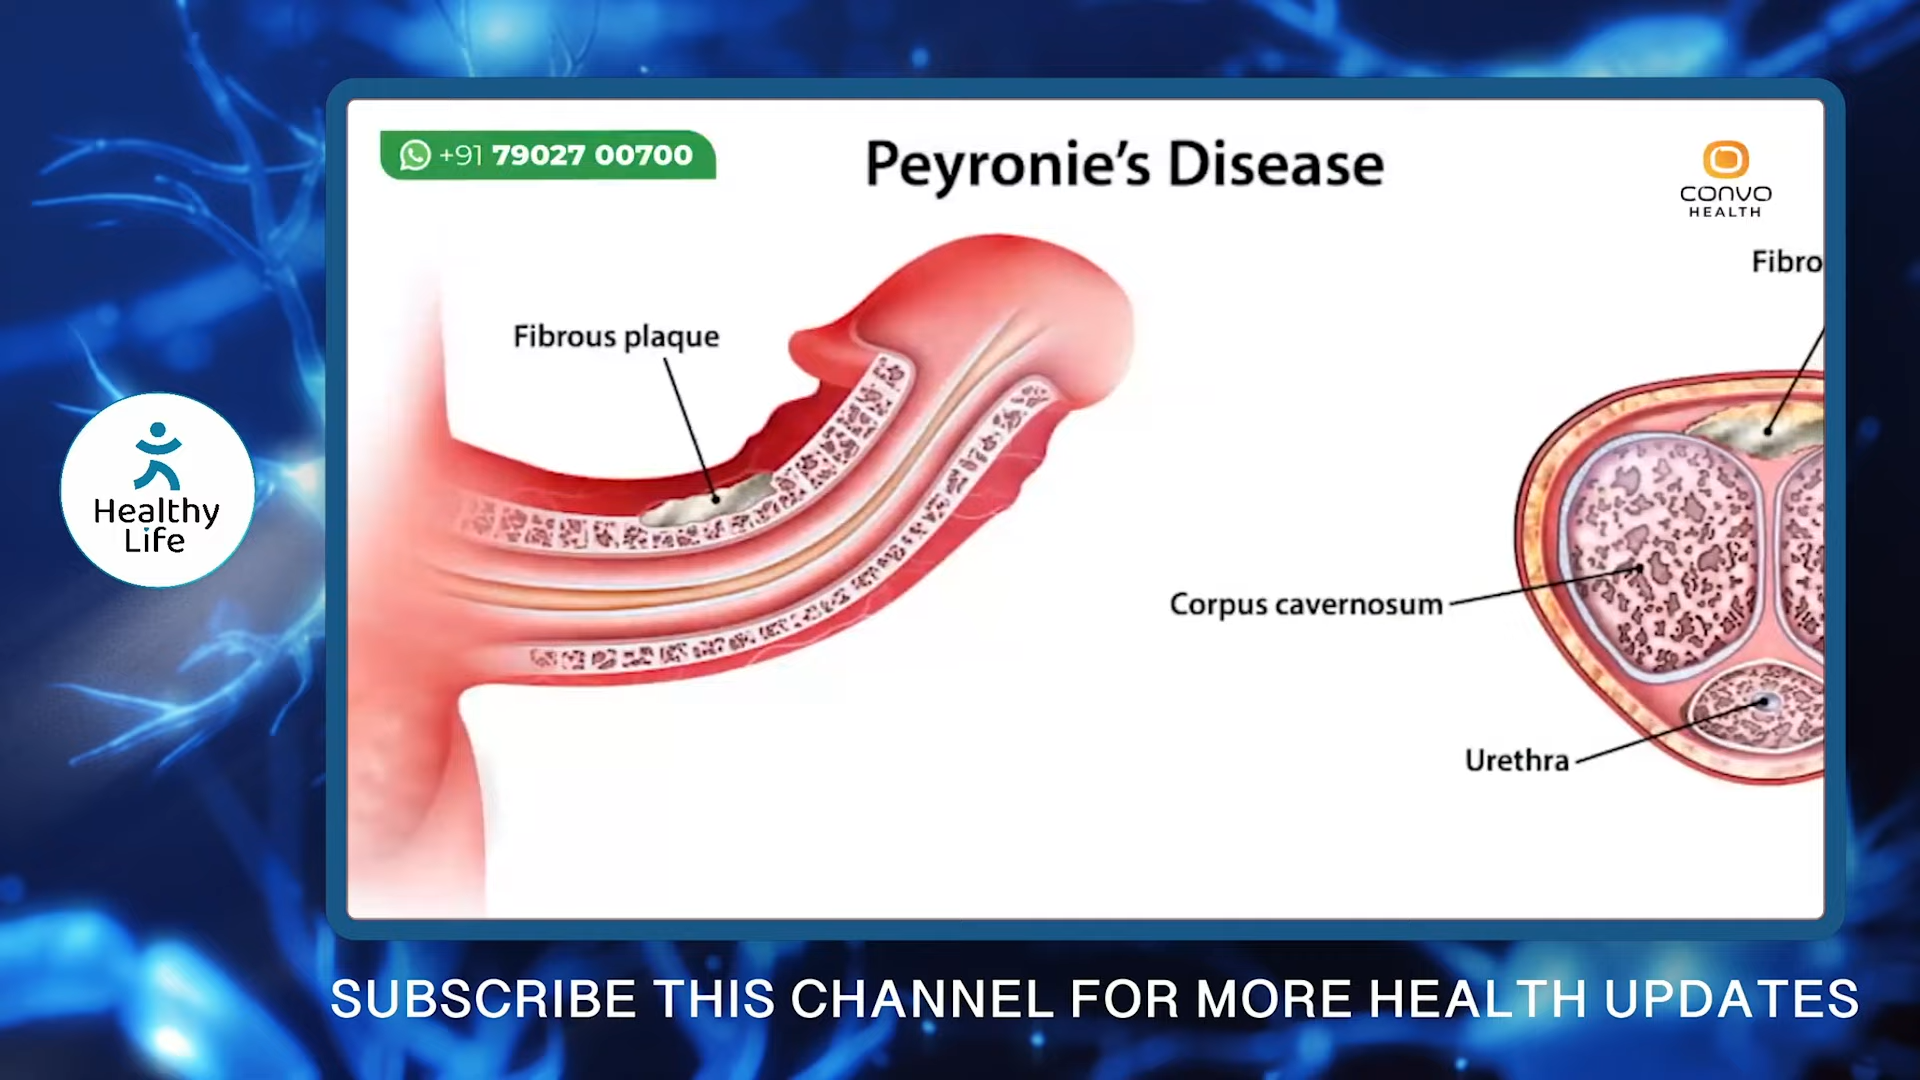 +91 79027 00700
Peyronie's Disease
CONVO
HEALTH
Fibro
Fibrous plaque
Healthy
Life
Corpus cavernosum
Urethra
SUBSCRIBE THIS CHANNEL FOR MORE HEALTH UPDATES